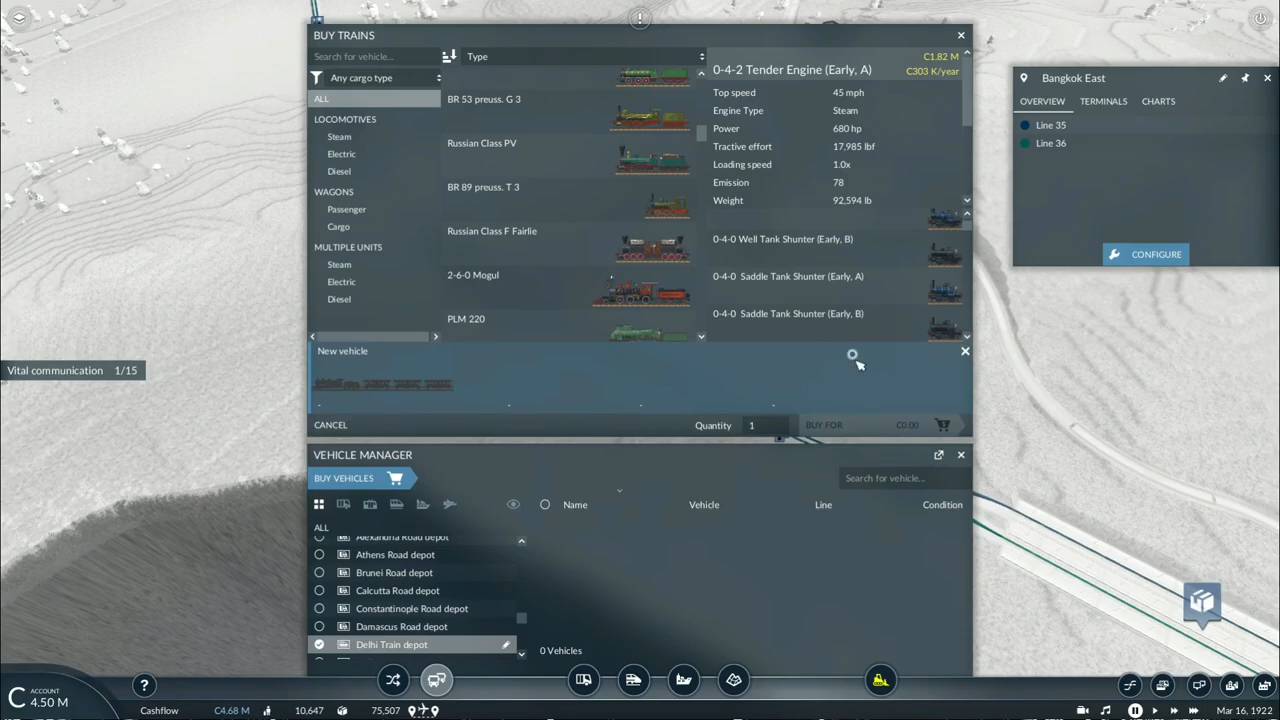 BUY TRAINS
Search for vehicle...
Type
Any cargo type
ALL
LOCOMOTIVES
Steam
Electric
Diesel
WAGONS
Passenger
Cargo
MULTIPLE UNITS
Steam
Electric
Diesel
BR 53 preuss. G 3
Russian Class PV
BR 89 preuss. T 3
Russian Class F Fairlie
2-6-0 Mogul
PLM 220
C1.82 M
0-4-2 Tender Engine (Early, A)
C303 K/year
Top speed 45 mph
Engine Type Steam
Power 680 hp
Tractive effort 17,985 lbf
Loading speed 1.0x
Emission 78
Weight 92,594 lb
0-4-0 Well Tank Shunter (Early, B)
0-4-0 Saddle Tank Shunter (Early, A)
0-4-0 Saddle Tank Shunter (Early, B)
New vehicle
- - - -
CANCEL
Quantity 1
BUY FOR C0.00
Bangkok East
OVERVIEW TERMINALS CHARTS
Line 35
Line 36
CONFIGURE
Vital communication 1/15
VEHICLE MANAGER
BUY VEHICLES
Search for vehicle...
Name Vehicle Line Condition
ALL
Alexandria Road depot
Athens Road depot
Brunei Road depot
Calcutta Road depot
Constantinople Road depot
Damascus Road depot
Delhi Train depot
0 Vehicles
C ACCOUNT
4.50 M
?
Cashflow C4.68 M 10,647 75,507
Mar 16, 1922